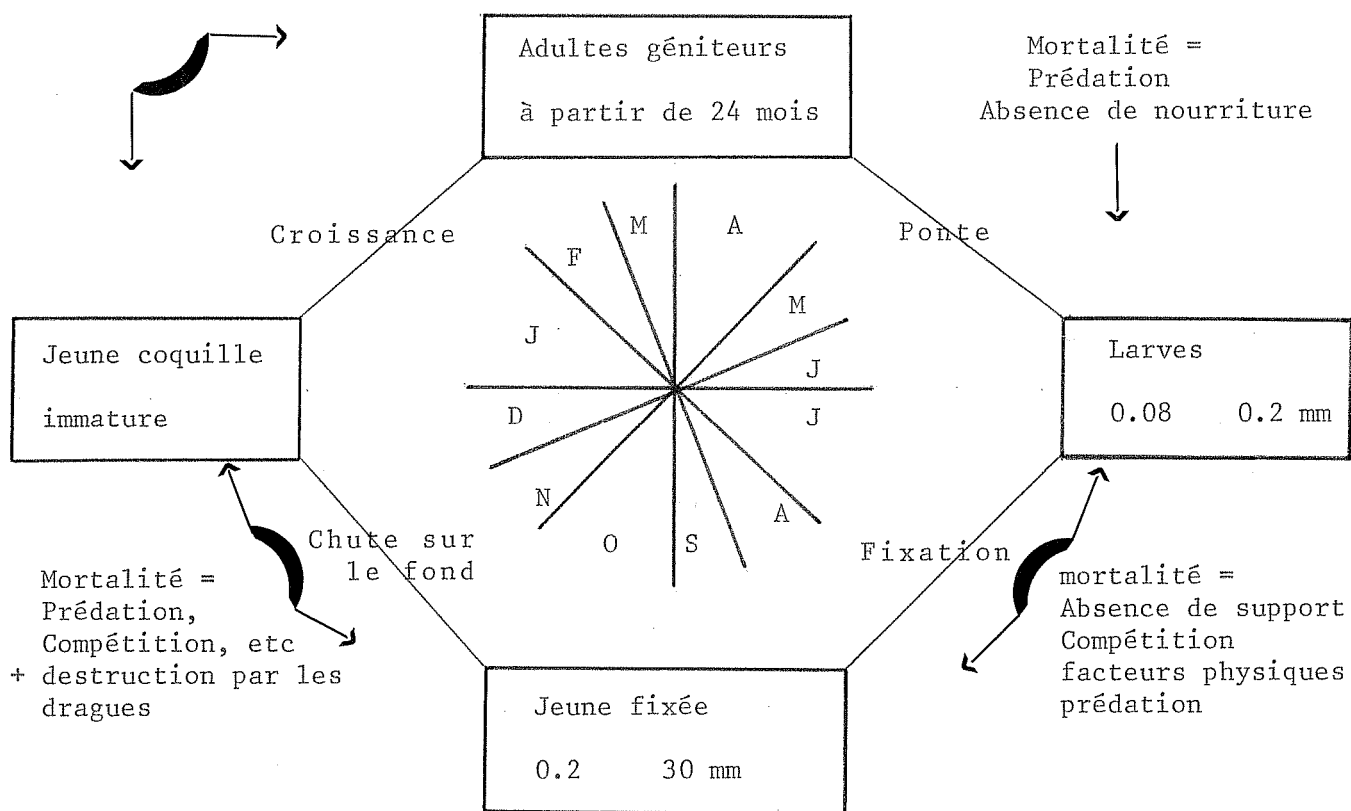 Adultes géniteurs
à partir de 24 mois
Mortalité =
Prédation
Absence de nourriture
Croissance
Ponte
M
A
F
M
J
J
D
J
N
A
O
S
Jeune coquille
immature
Larves
0.08 0.2 mm
Chute sur
le fond
Fixation
Mortalité =
Prédation,
Compétition, etc
+ destruction par les
dragues
mortalité =
Absence de support
Compétition
facteurs physiques
prédation
Jeune fixée
0.2 30 mm